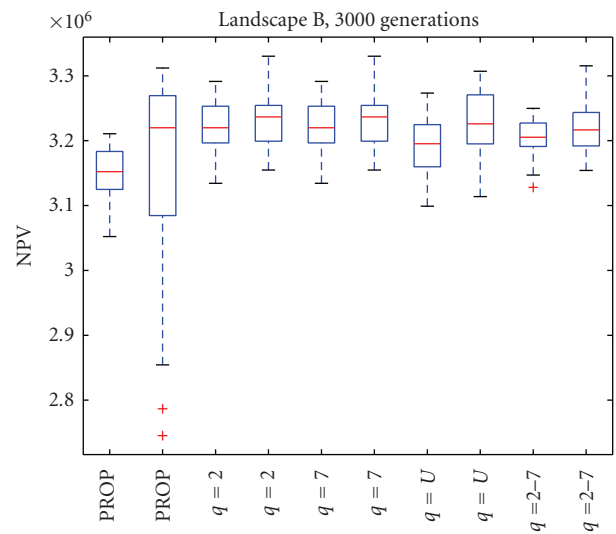 ×10⁶
Landscape B, 3000 generations
3.3
3.2
3.1
3
2.9
2.8
NPV
PROP
PROP
q = 2
q = 2
q = 7
q = 7
q = U
q = U
q = 2–7
q = 2–7